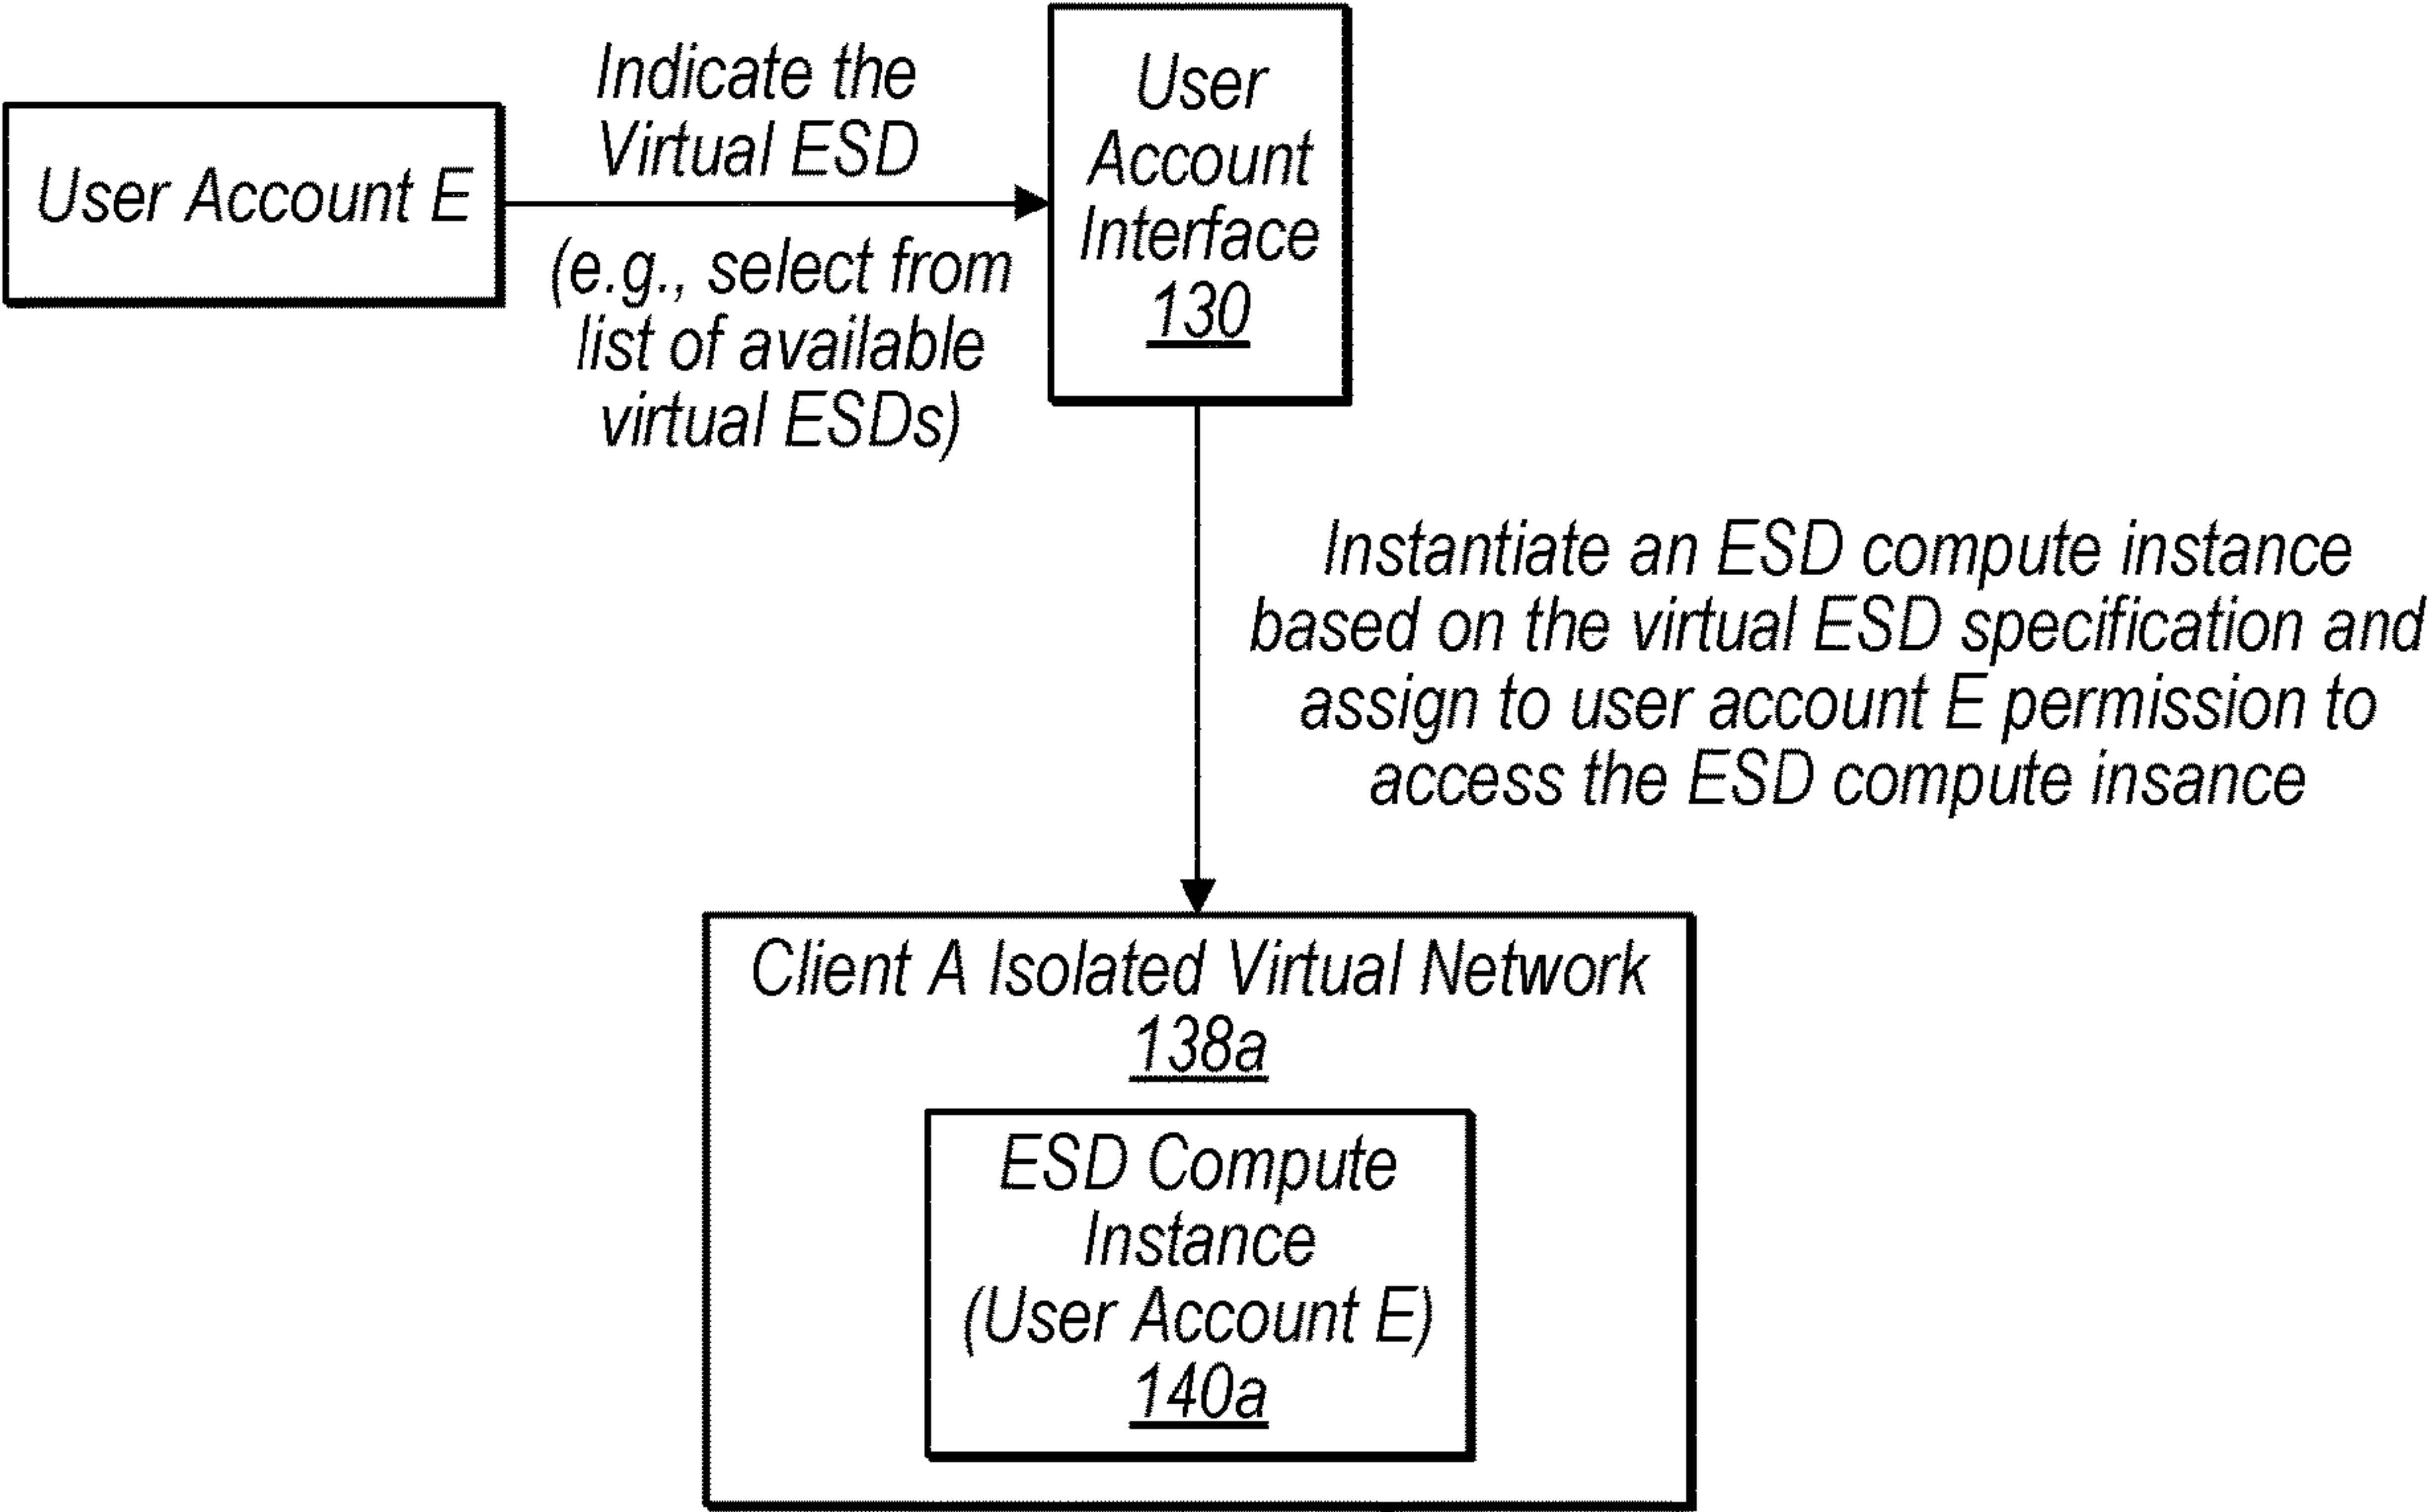 User Account E
Indicate the
Virtual ESD
(e.g., select from
list of available
virtual ESDs)
User
Account
Interface
130
Instantiate an ESD compute instance
based on the virtual ESD specification and
assign to user account E permission to
access the ESD compute insance
Client A Isolated Virtual Network
138a
ESD Compute
Instance
(User Account E)
140a